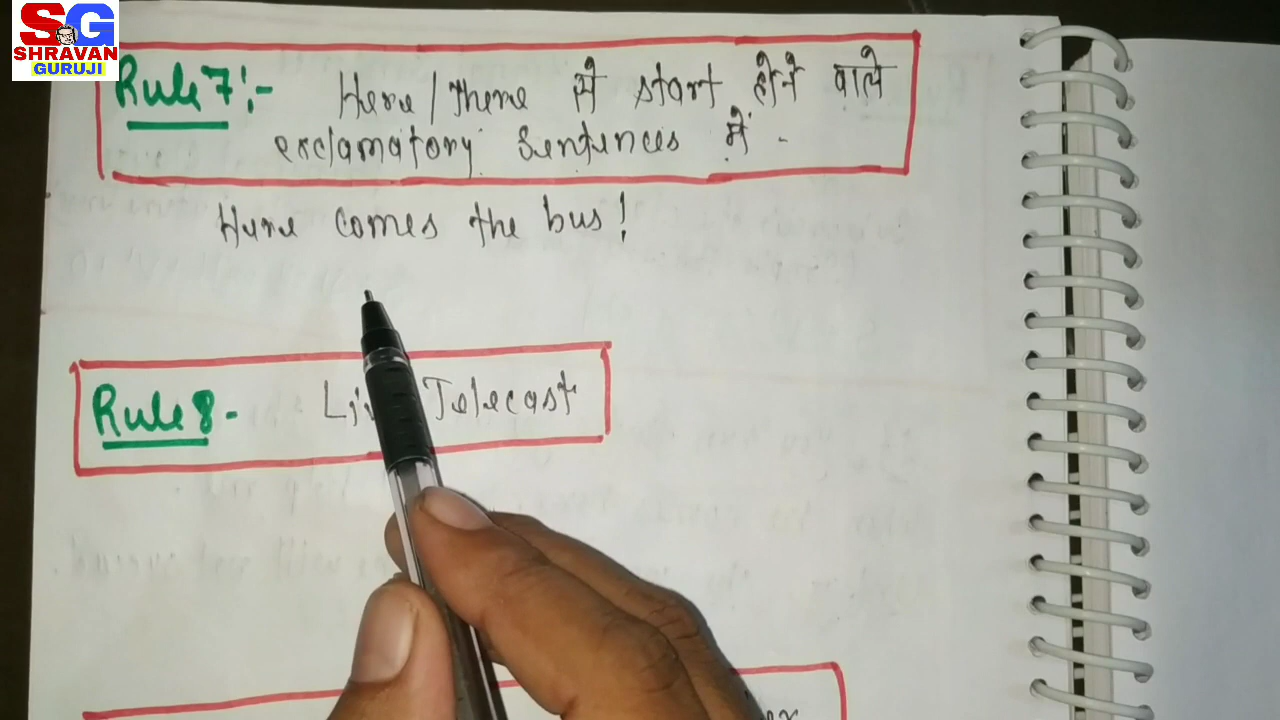 SG
SHRAVAN
GURUJI
Rule 7:- Here/There से start होने वाले
exclamatory Sentences में -
Here comes the bus!
Rule 8- Telecast